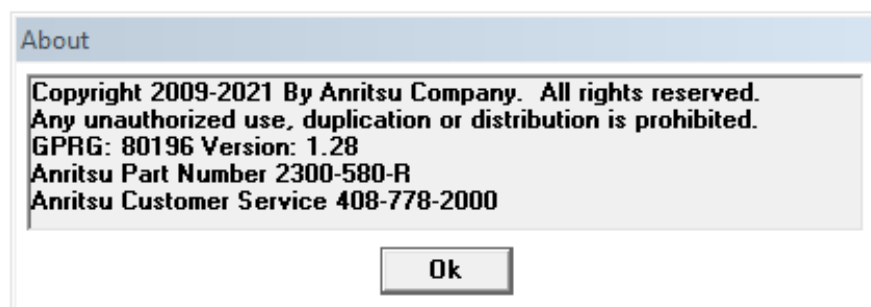 About
Copyright 2009-2021 By Anritsu Company.  All rights reserved.
Any unauthorized use, duplication or distribution is prohibited.
GPRG: 80196 Version: 1.28
Anritsu Part Number 2300-580-R
Anritsu Customer Service 408-778-2000
Ok